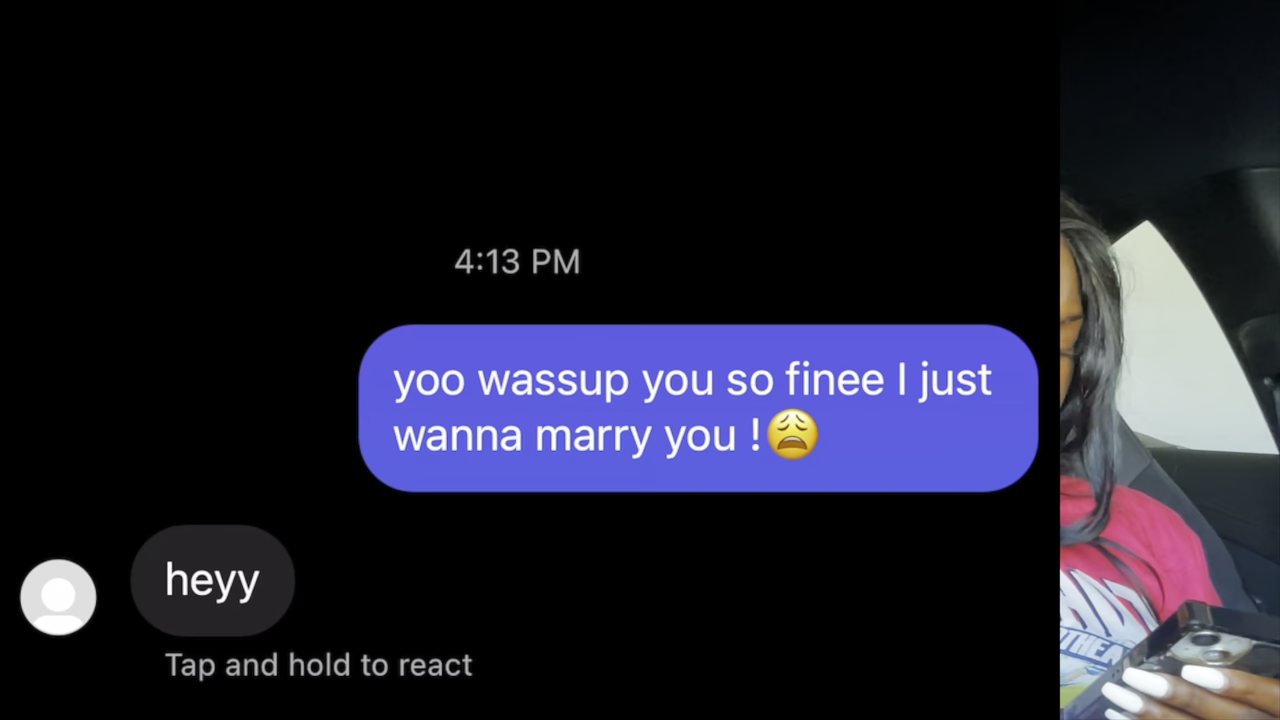 4:13 PM
yoo wassup you so finee I just
wanna marry you !😩
heyy
Tap and hold to react